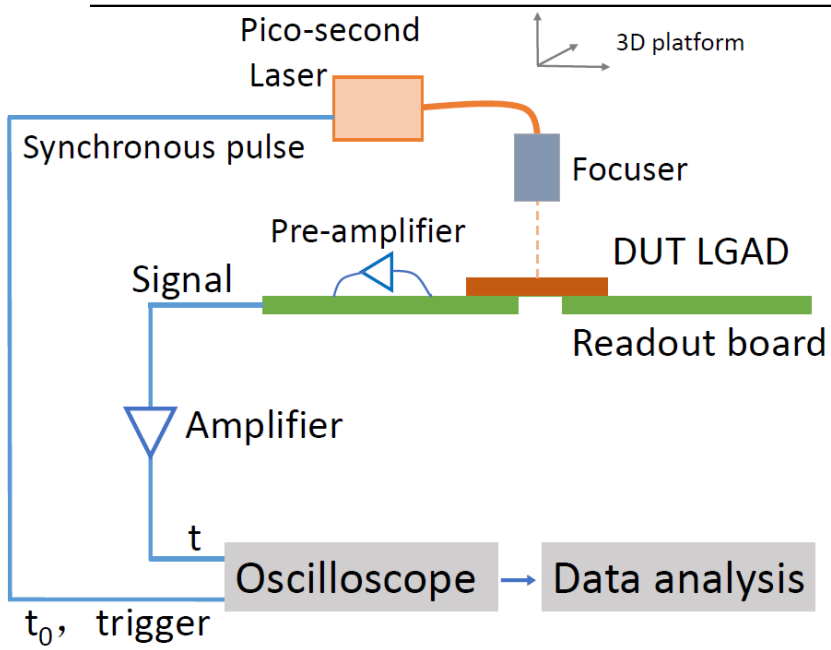 Pico-second
Laser
3D platform
Synchronous pulse
Focuser
Pre-amplifier
DUT LGAD
Signal
Readout board
Amplifier
t
Oscilloscope
Data analysis
t₀, trigger